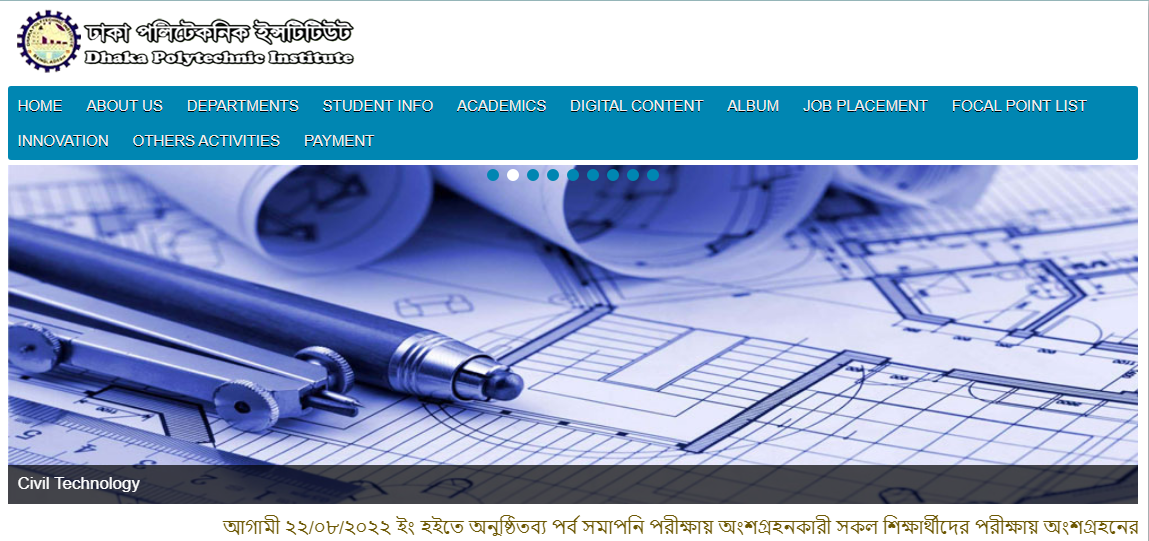 ঢাকা পলিটেকনিক ইন্সটিটিউট
Dhaka Polytechnic Institute
HOME ABOUT US DEPARTMENTS STUDENT INFO ACADEMICS DIGITAL CONTENT ALBUM JOB PLACEMENT FOCAL POINT LIST
INNOVATION OTHERS ACTIVITIES PAYMENT
Civil Technology
আগামী ২২/০৮/২০২২ ইং হইতে অনুষ্ঠিতব্য পর্ব সমাপনি পরীক্ষায় অংশগ্রহনকারী সকল শিক্ষার্থীদের পরীক্ষায় অংশগ্রহনের